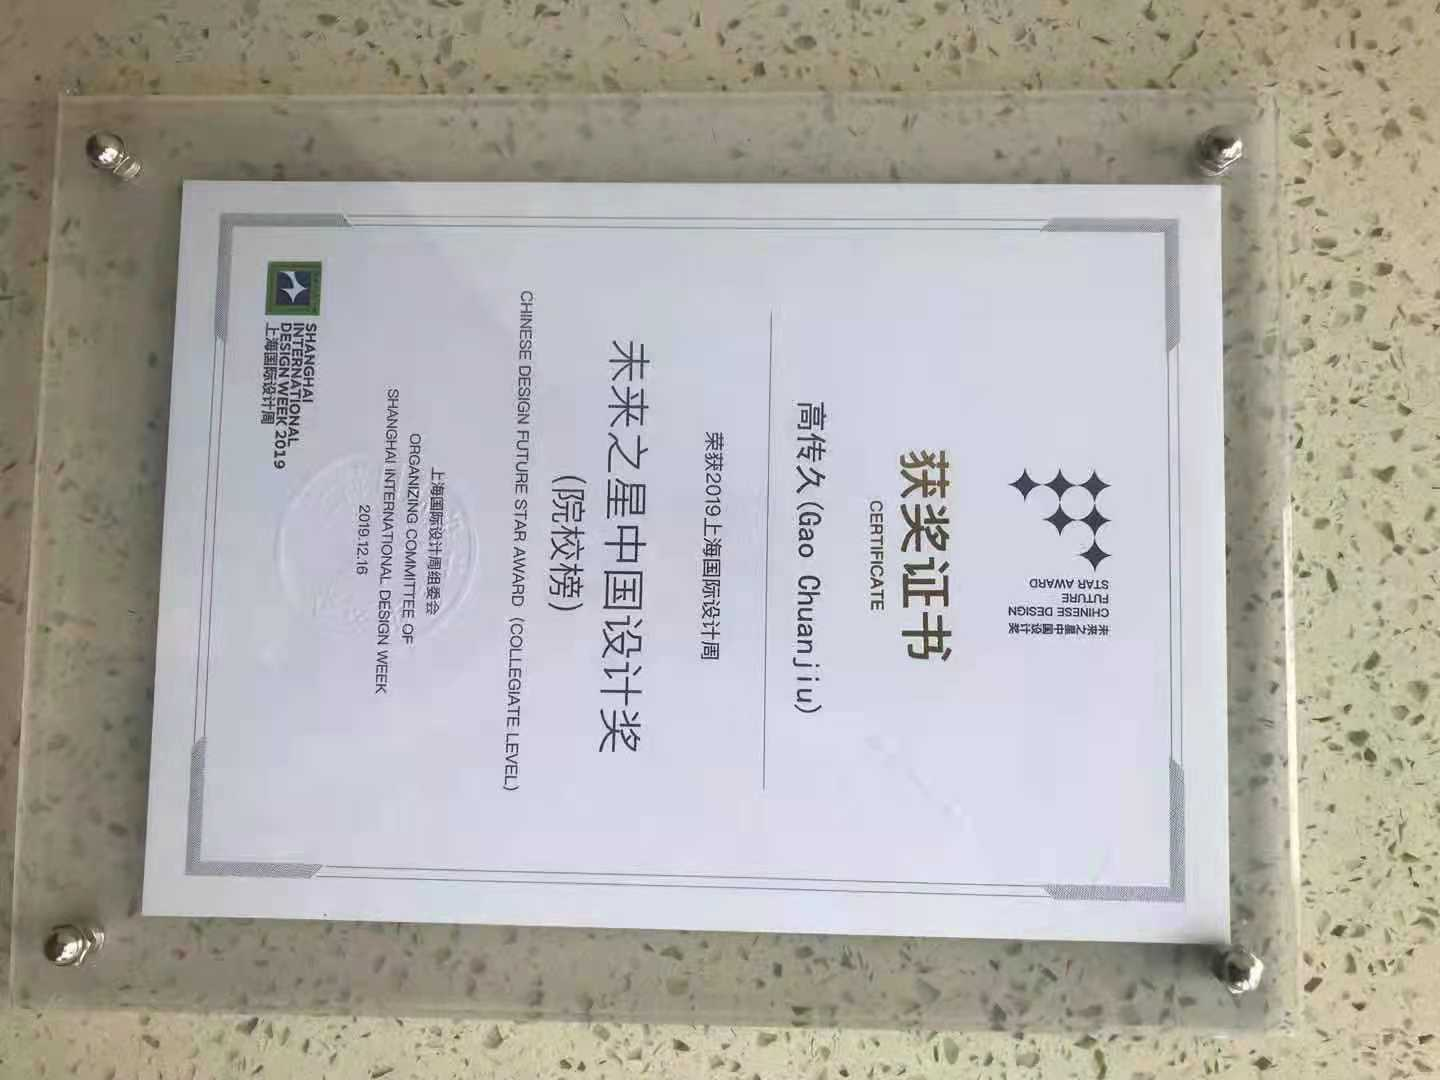 未来之星中国设计奖
CHINESE DESIGN
FUTURE
STAR AWARD
获奖证书
CERTIFICATE
高传久(Gao Chuanjiu)
荣获2019上海国际设计周
未来之星中国设计奖
(院校榜)
CHINESE DESIGN FUTURE STAR AWARD (COLLEGIATE LEVEL)
上海国际设计周组委会
ORGANIZING COMMITTEE OF
SHANGHAI INTERNATIONAL DESIGN WEEK
2019.12.16
SHANGHAI
INTERNATIONAL
DESIGN WEEK 2019
上海国际设计周